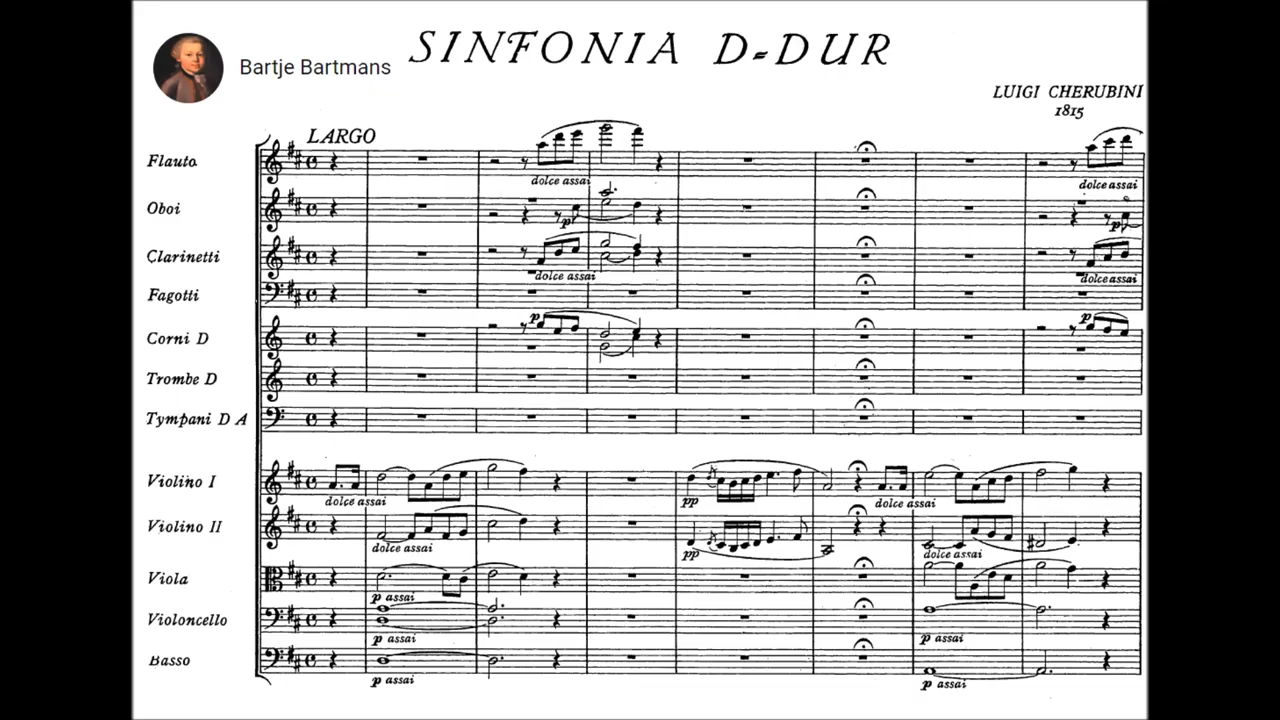 SINFONIA D=DUR
Bartje Bartmans
LUIGI CHERUBINI
1815
LARGO
Flauto
dolce assai
dolce assai
Oboi
p
p
Clarinetti
dolce assai
dolce assai
Fagotti
p
p
Corni D
Trombe D
Tympani D A
Violino I
dolce assai
pp
dolce assai
Violino II
dolce assai
pp
dolce assai
Viola
p assai
Violoncello
p assai
p assai
Basso
p assai
p assai